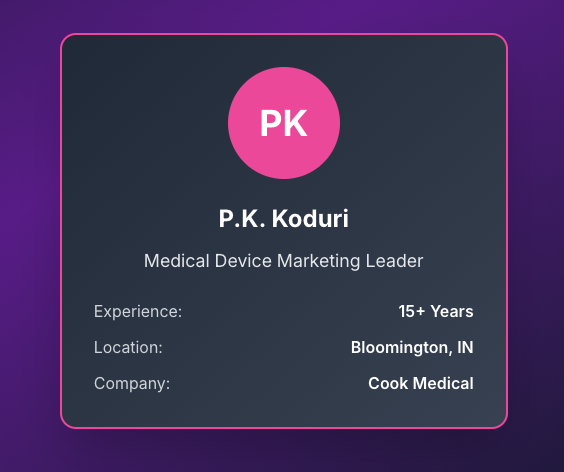 PK
P.K. Koduri
Medical Device Marketing Leader
Experience: 15+ Years
Location: Bloomington, IN
Company: Cook Medical